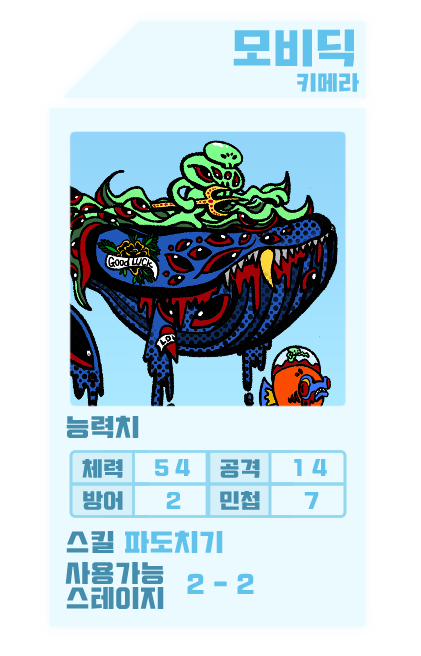 모비딕
키메라
GOOD LUCK
능력치
체력 54 공격 14
방어 2 민첩 7
스킬 파도치기
사용가능
스테이지 2 - 2